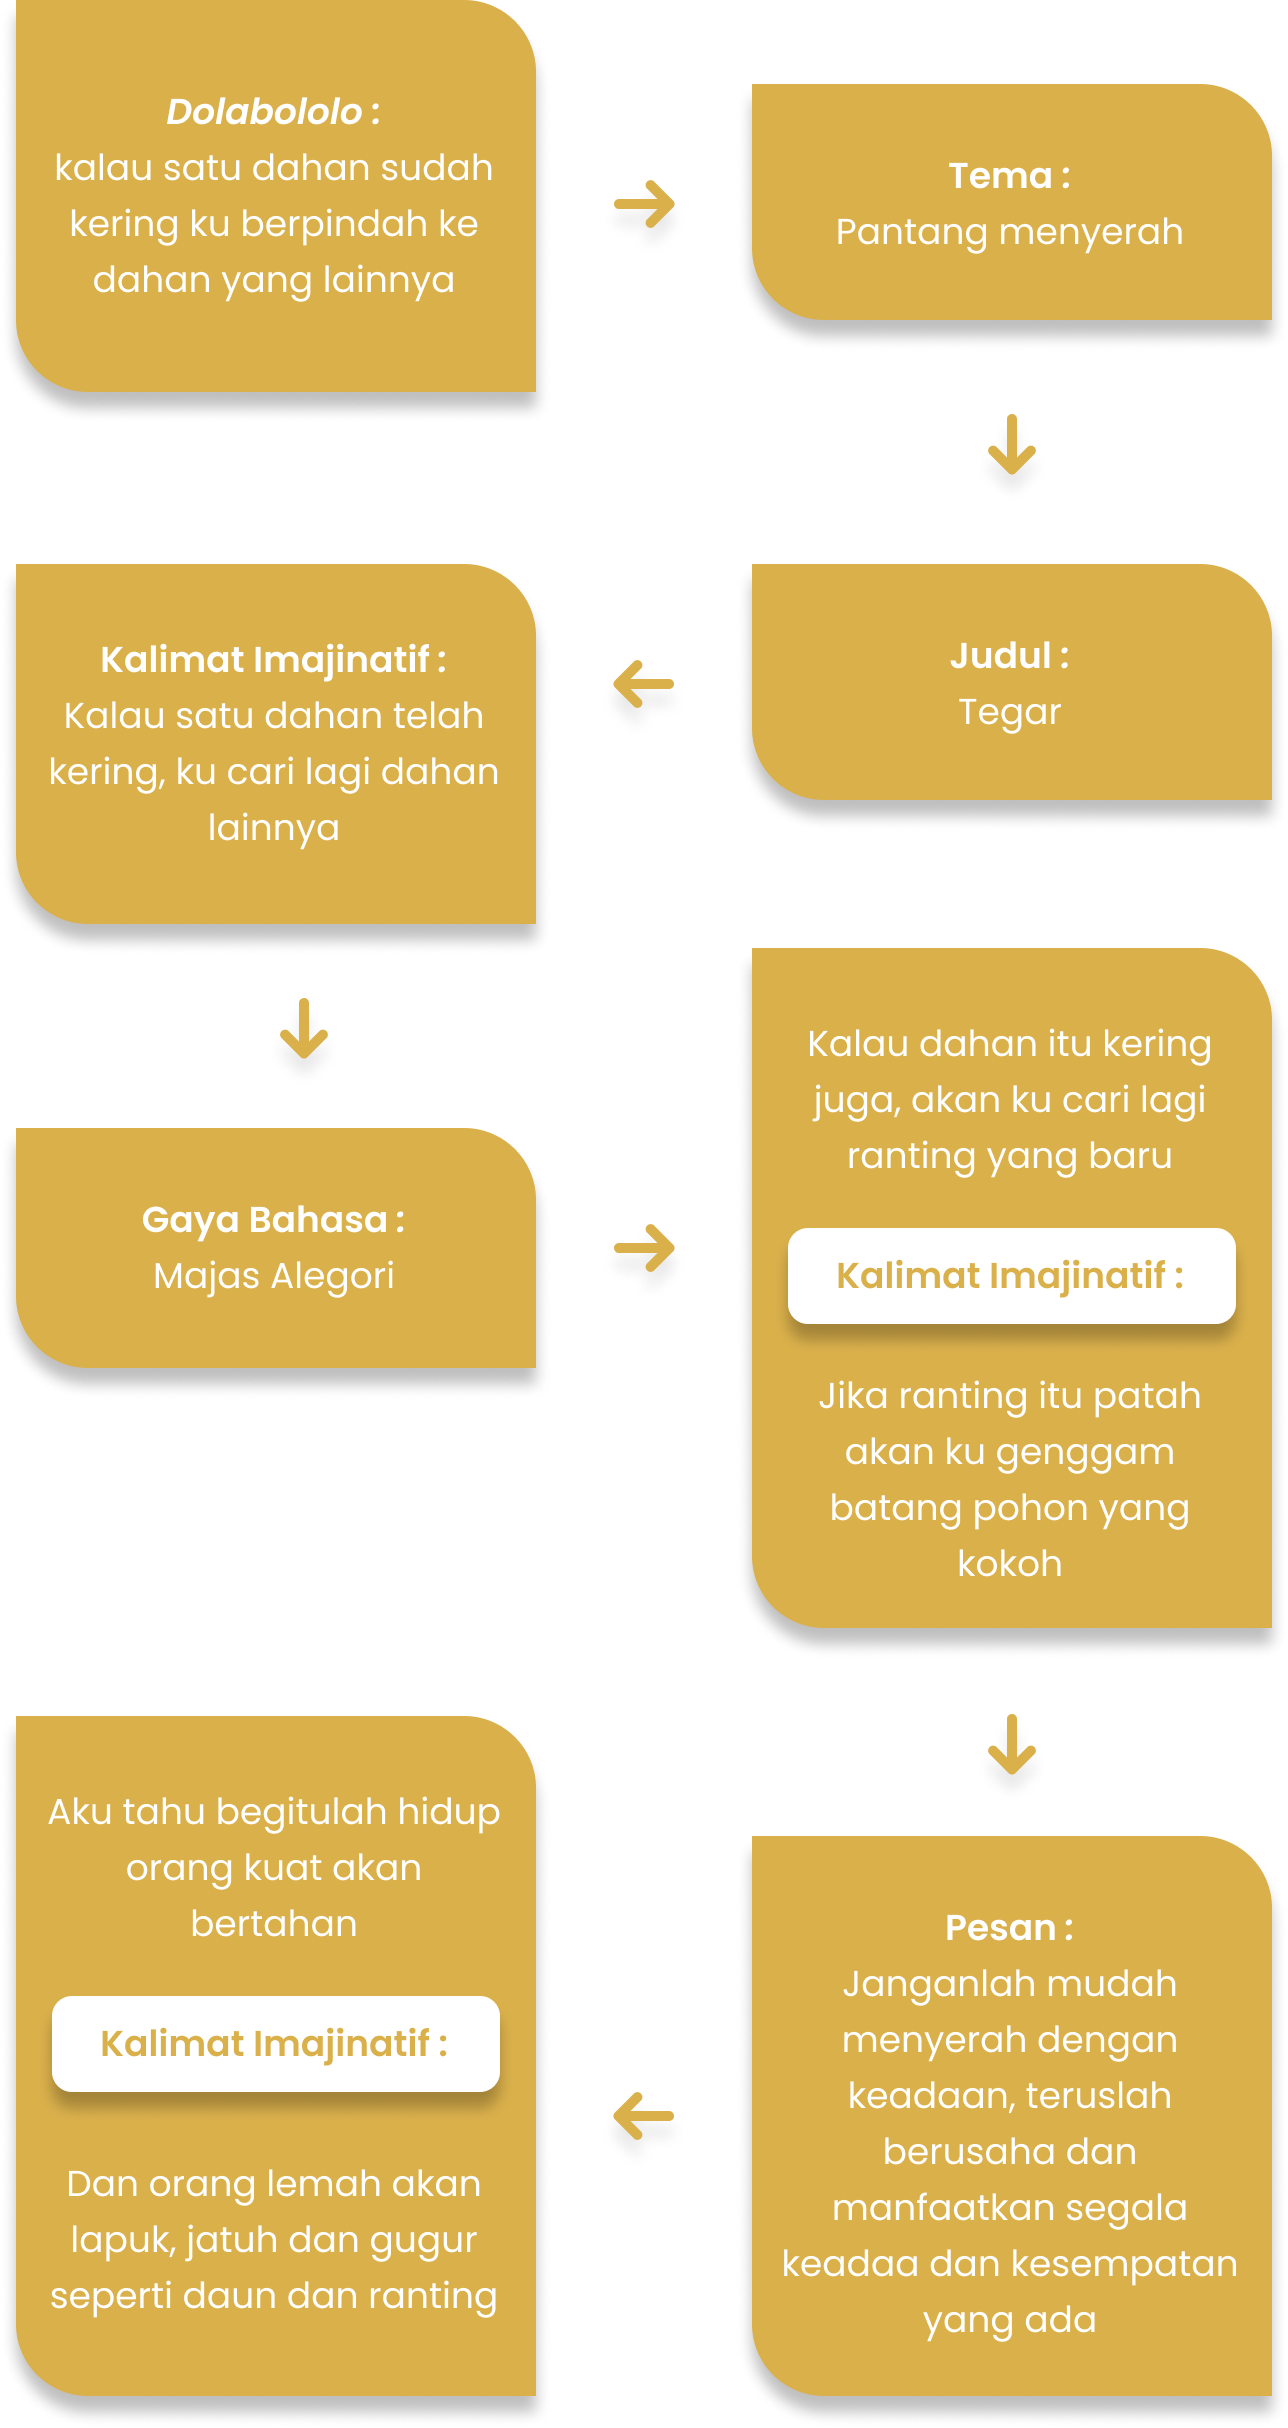 Dolabololo :
kalau satu dahan sudah
kering ku berpindah ke
dahan yang lainnya
Tema :
Pantang menyerah
Judul :
Tegar
Kalimat Imajinatif :
Kalau satu dahan telah
kering, ku cari lagi dahan
lainnya
Gaya Bahasa :
Majas Alegori
Kalau dahan itu kering
juga, akan ku cari lagi
ranting yang baru
Kalimat Imajinatif :
Jika ranting itu patah
akan ku genggam
batang pohon yang
kokoh
Pesan :
Janganlah mudah
menyerah dengan
keadaan, teruslah
berusaha dan
manfaatkan segala
keadaa dan kesempatan
yang ada
Aku tahu begitulah hidup
orang kuat akan
bertahan
Kalimat Imajinatif :
Dan orang lemah akan
lapuk, jatuh dan gugur
seperti daun dan ranting